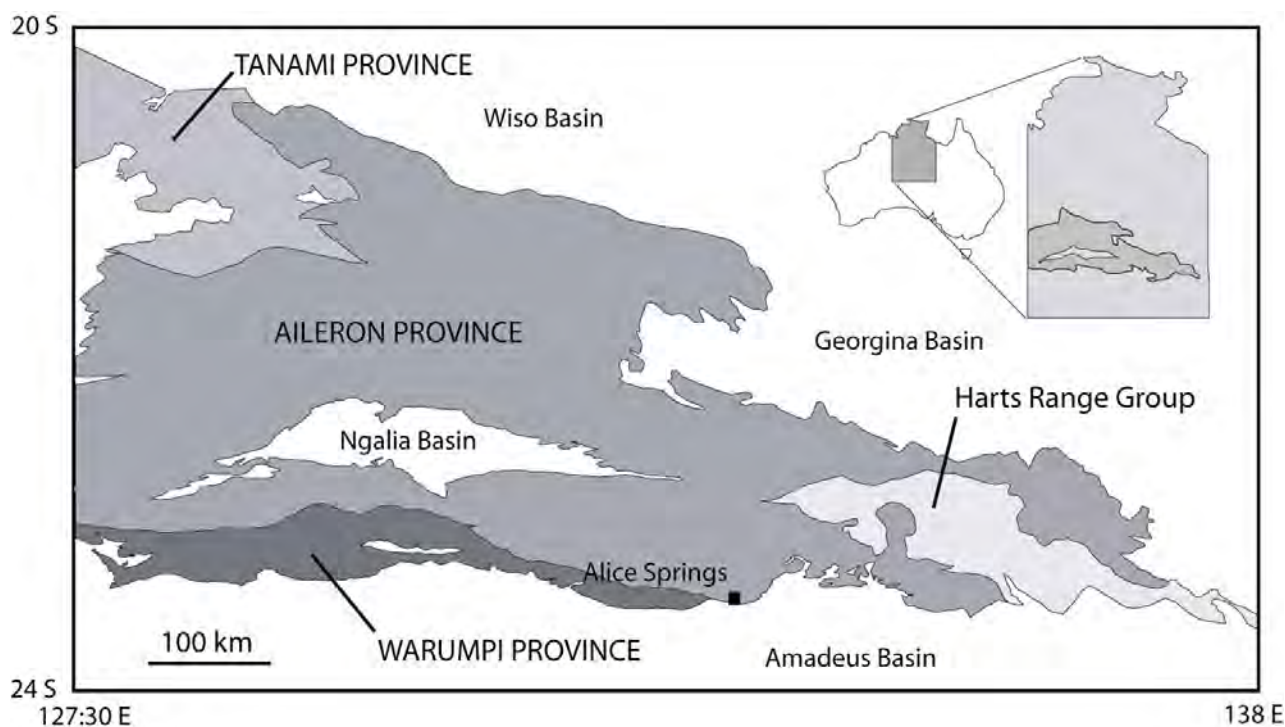 20 S
TANAMI PROVINCE
Wiso Basin
AILERON PROVINCE
Georgina Basin
Harts Range Group
Ngalia Basin
Alice Springs
100 km
WARUMPI PROVINCE
Amadeus Basin
24 S
127:30 E
138 E